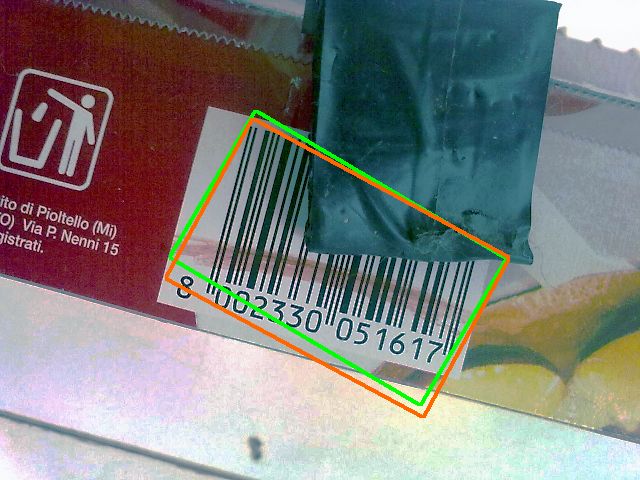 ito di Pioltello (Mi)
O) Via P. Nenni 15
gistrati.
8 002330 051617